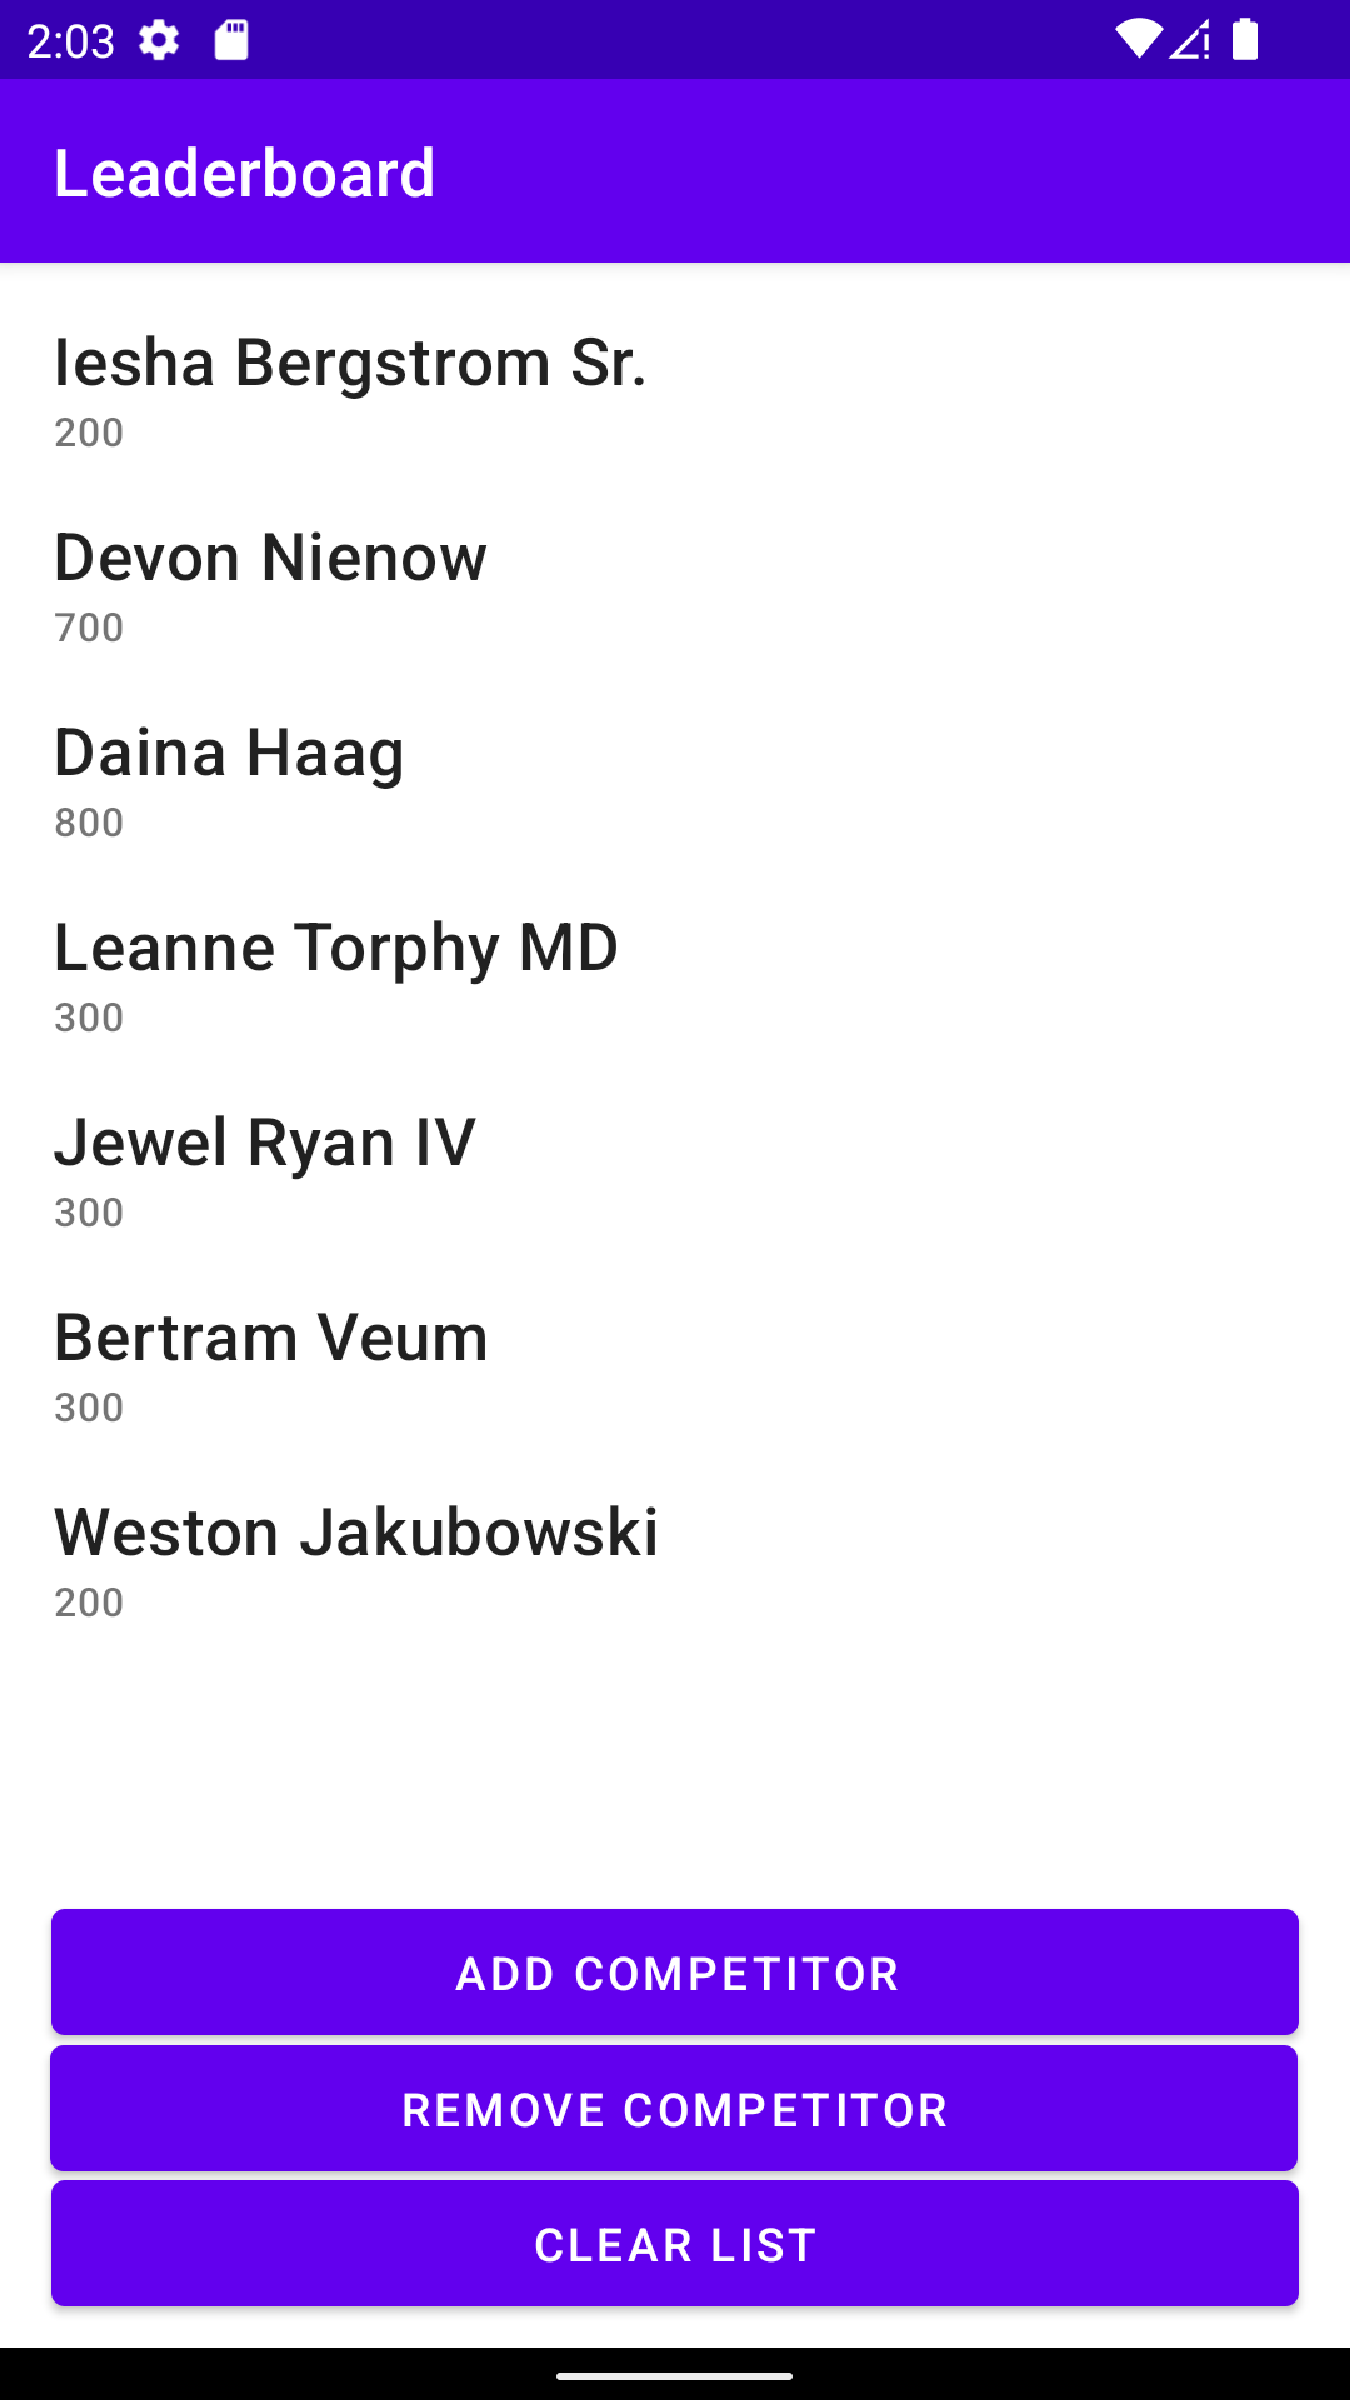 2:03
Leaderboard
Iesha Bergstrom Sr.
200
Devon Nienow
700
Daina Haag
800
Leanne Torphy MD
300
Jewel Ryan IV
300
Bertram Veum
300
Weston Jakubowski
200
ADD COMPETITOR
REMOVE COMPETITOR
CLEAR LIST